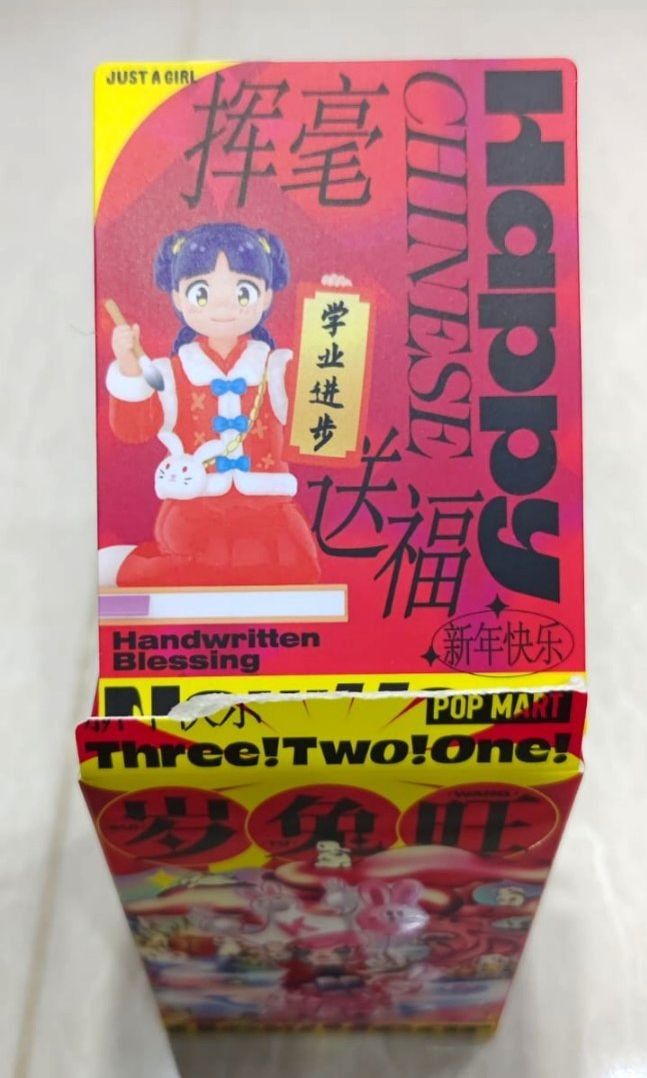 JUST A GIRL
挥毫
CHINESE
Happy
学业进步
送福
Handwritten
Blessing
新年快乐
POP MART
Three!Two!One!
岁兔旺